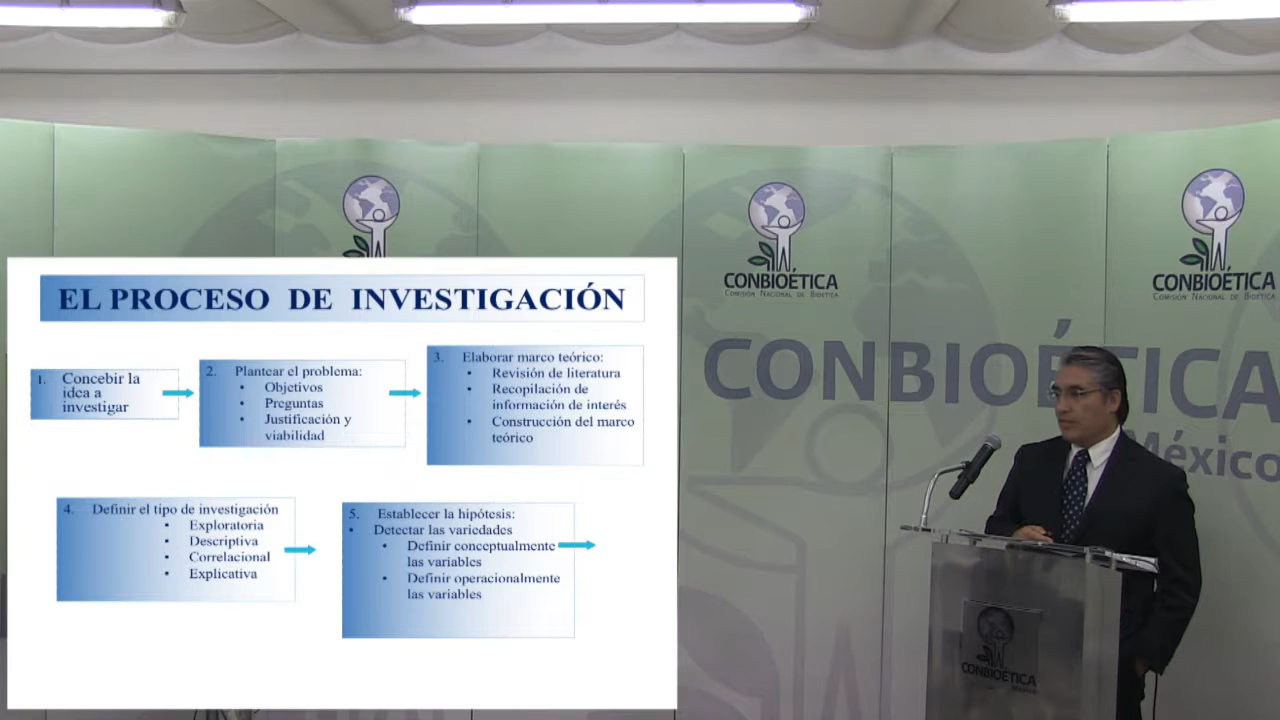 EL PROCESO DE INVESTIGACIÓN
1. Concebir la
idea a
investigar
2. Plantear el problema:
• Objetivos
• Preguntas
• Justificación y
viabilidad
3. Elaborar marco teórico:
• Revisión de literatura
• Recopilación de
información de interés
• Construcción del marco
teórico
4. Definir el tipo de investigación
• Exploratoria
• Descriptiva
• Correlacional
• Explicativa
5. Establecer la hipótesis:
• Detectar las variedades
• Definir conceptualmente
las variables
• Definir operacionalmente
las variables
CONBIOÉTICA
COMISIÓN NACIONAL DE BIOÉTICA
CONBIOÉTICA
COMISIÓN NACIONAL DE BIOÉTICA
CONBIOÉTICA
México
CONBIOÉTICA
México